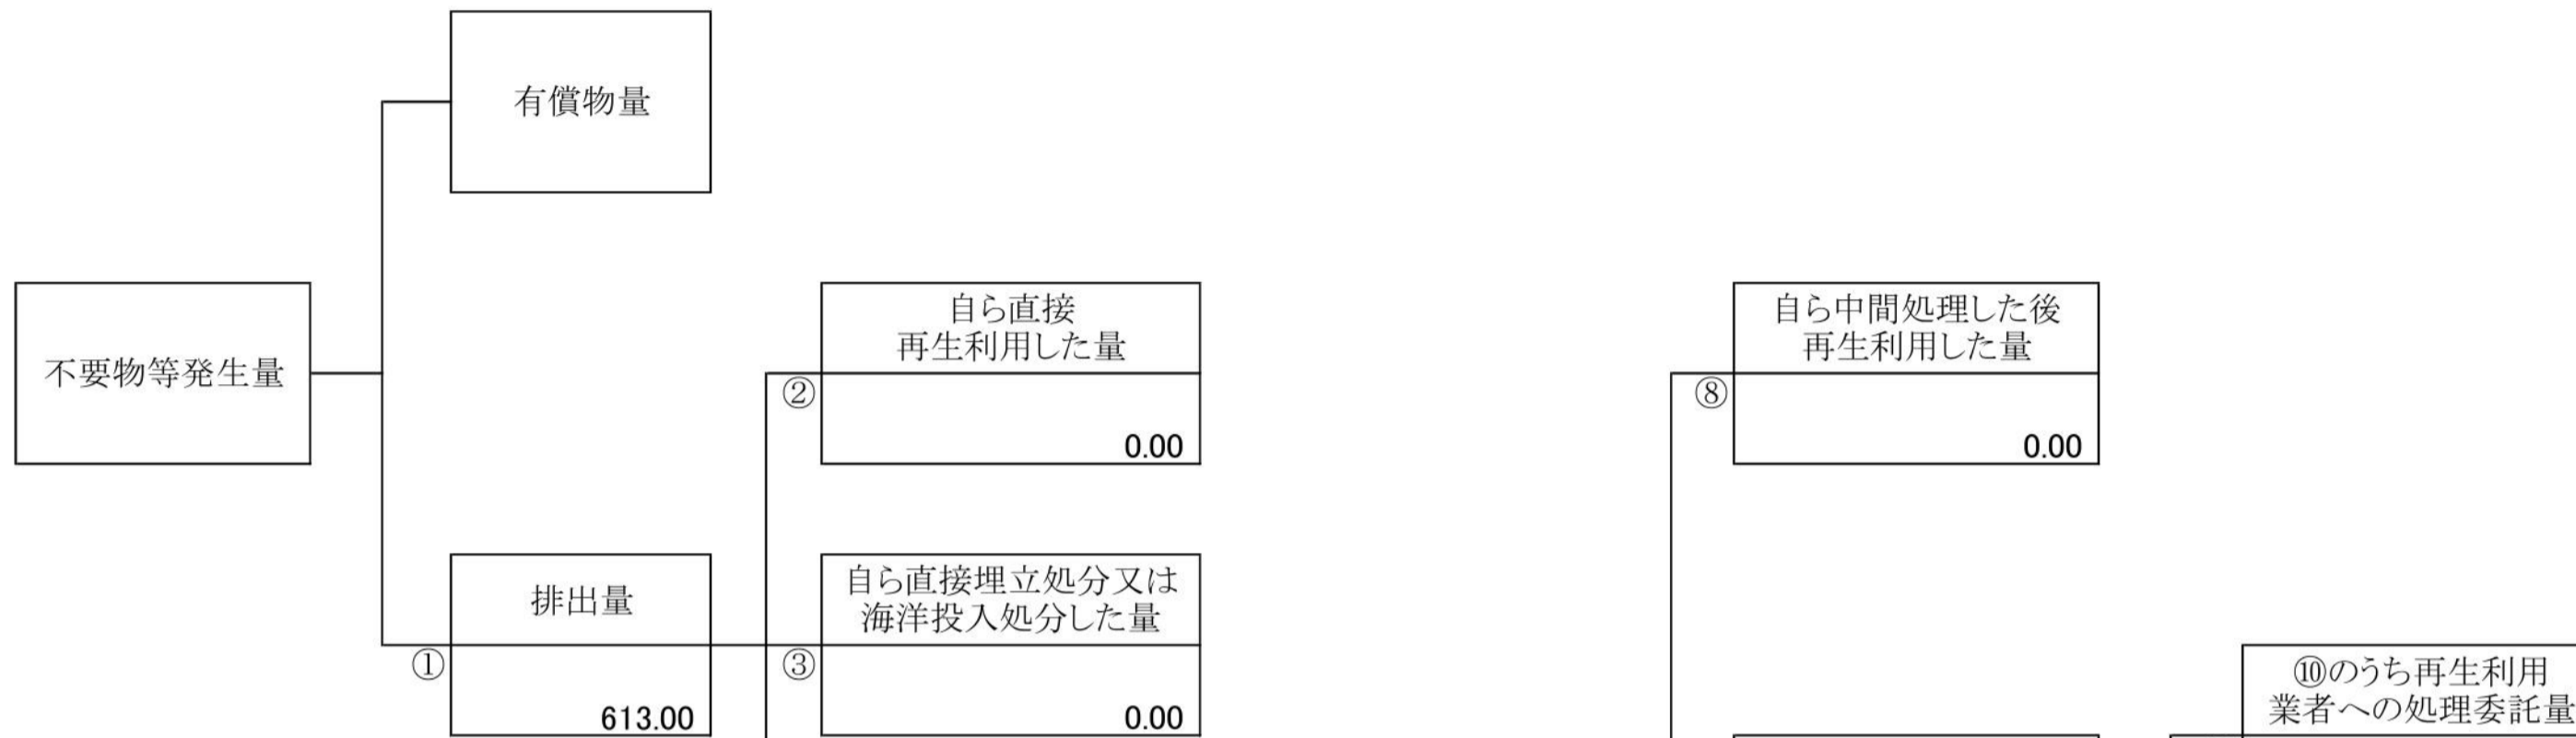 有償物量
不要物等発生量
自ら直接
再生利用した量
②
0.00
自ら中間処理した後
再生利用した量
⑧
0.00
排出量
①
613.00
自ら直接埋立処分又は
海洋投入処分した量
③
0.00
⑩のうち再生利用
業者への処理委託量